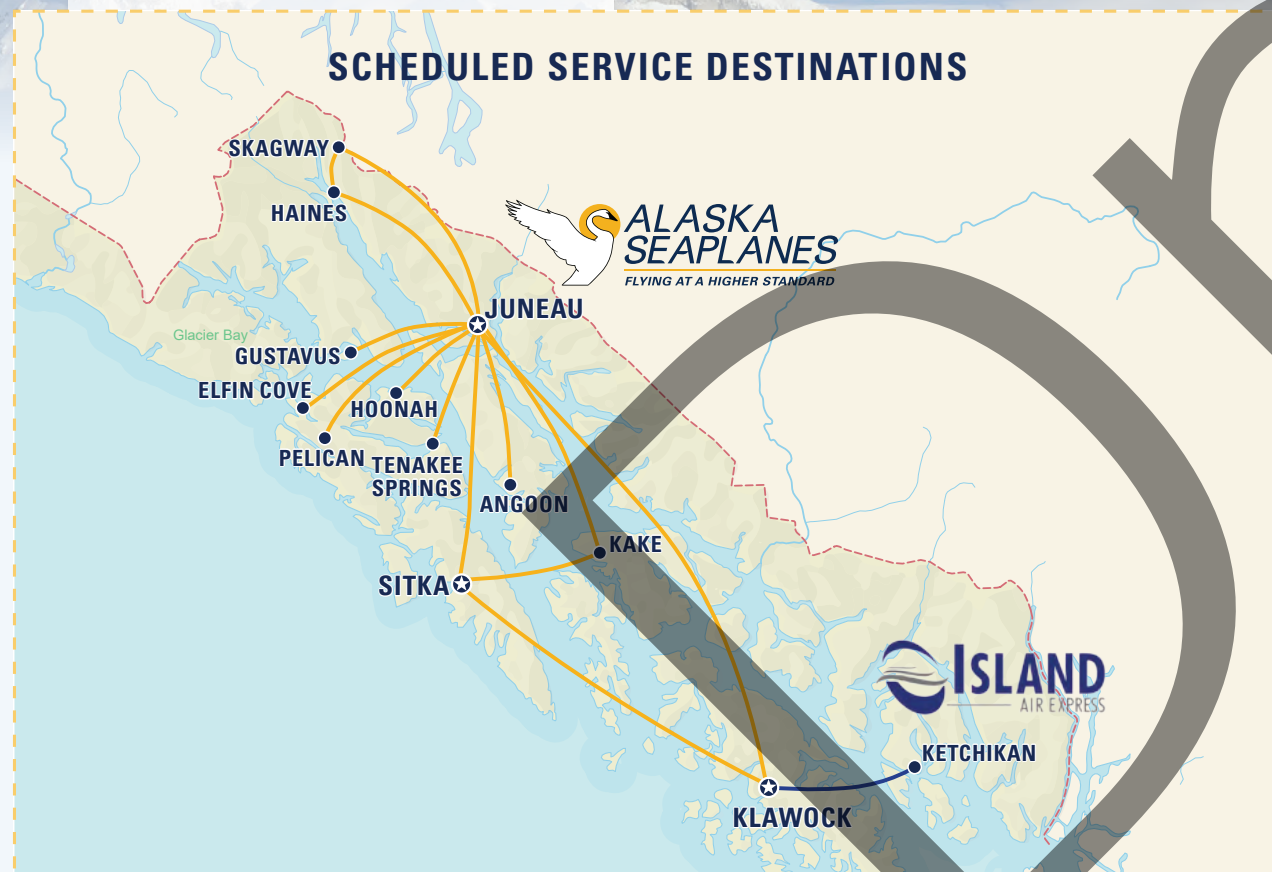 SCHEDULED SERVICE DESTINATIONS
SKAGWAY
HAINES
ALASKA
SEAPLANES
FLYING AT A HIGHER STANDARD
JUNEAU
Glacier Bay
GUSTAVUS
ELFIN COVE
HOONAH
PELICAN
TENAKEE
SPRINGS
ANGOON
KAKE
SITKA
ISLAND
AIR EXPRESS
KETCHIKAN
KLAWOCK